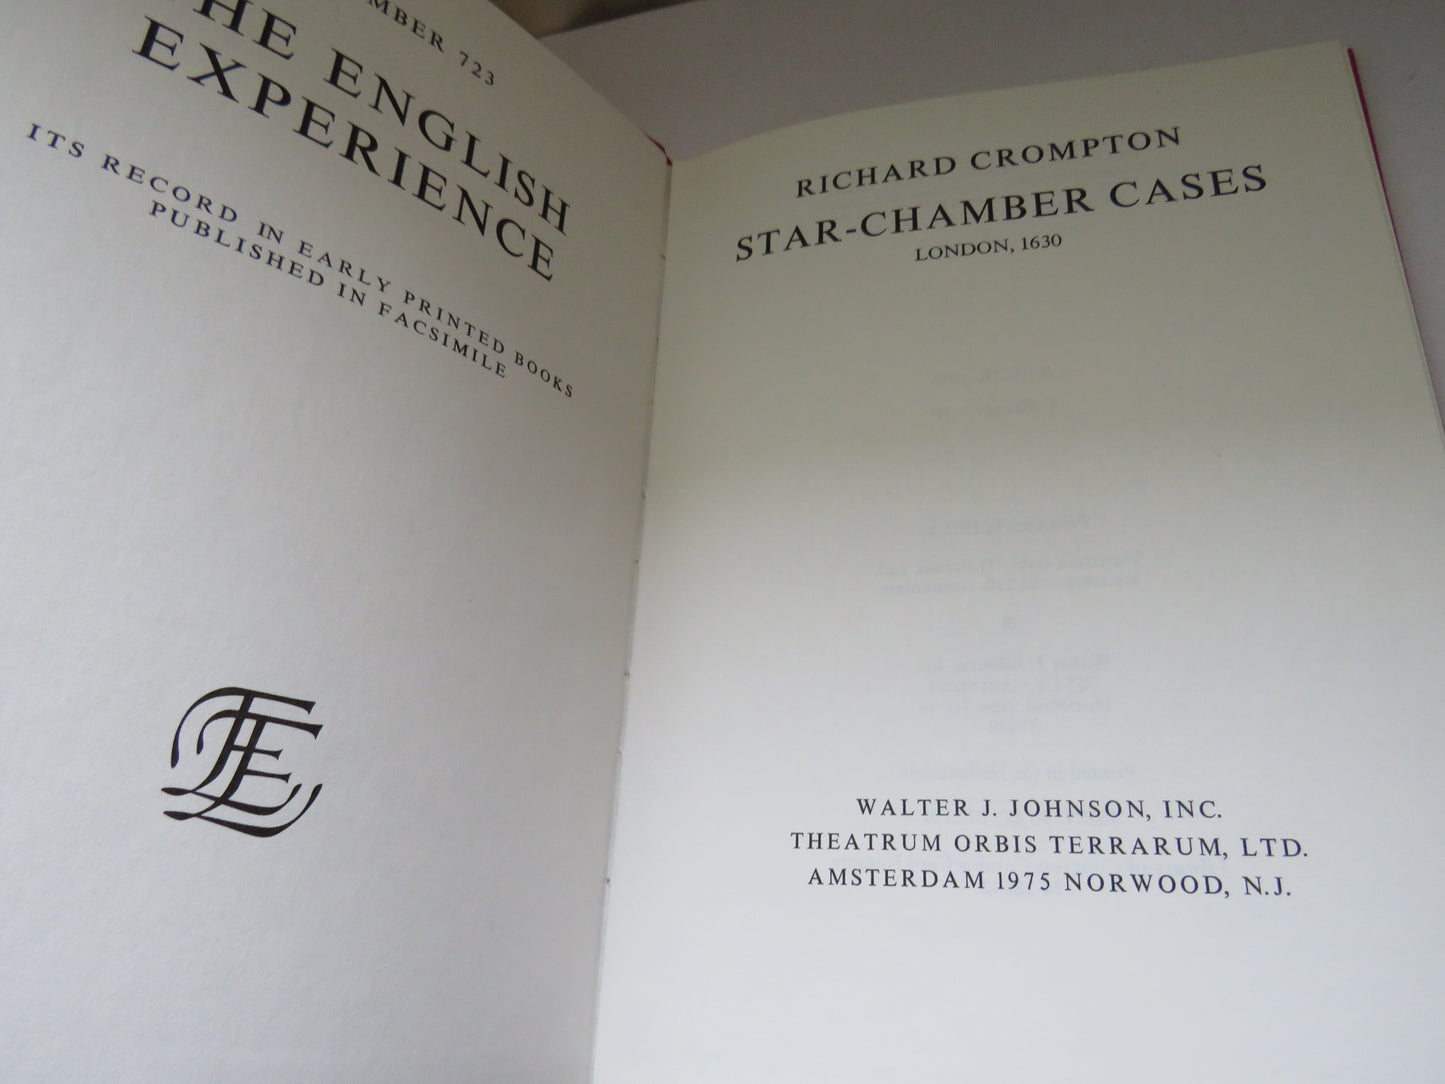 MBER 723
HE ENGLISH
EXPERIENCE
ITS RECORD IN EARLY PRINTED BOOKS
PUBLISHED IN FACSIMILE
RICHARD CROMPTON
STAR-CHAMBER CASES
LONDON, 1630
WALTER J. JOHNSON, INC.
THEATRUM ORBIS TERRARUM, LTD.
AMSTERDAM 1975 NORWOOD, N.J.